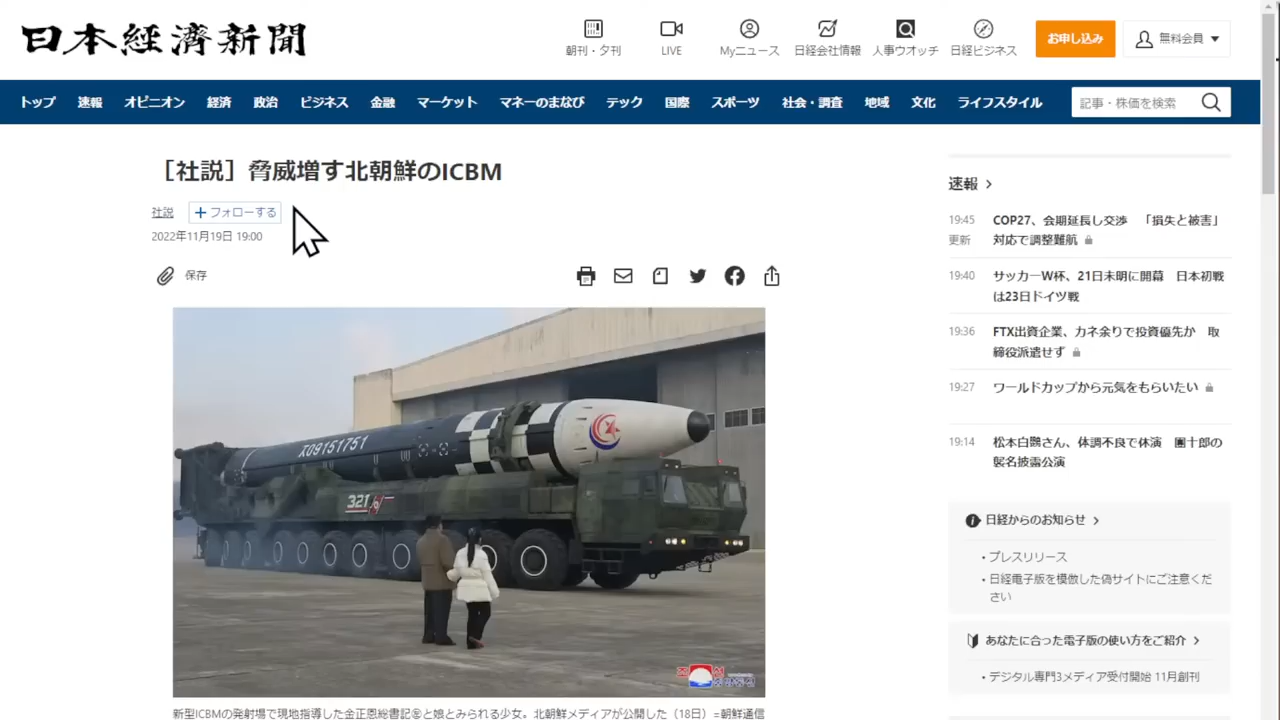 日本経済新聞
朝刊・夕刊
LIVE
Myニュース
日経会社情報
人事ウオッチ
日経ビジネス
お申し込み
無料会員
トップ 速報 オピニオン 経済 政治 ビジネス 金融 マーケット マネーのまなび テック 国際 スポーツ 社会・調査 地域 文化 ライフスタイル
記事・株価を検索
［社説］脅威増す北朝鮮のICBM
社説 フォローする
2022年11月19日 19:00
保存
X09151751
321
新型ICBMの発射場で現地指導した金正恩総書記㊧と娘とみられる少女。北朝鮮メディアが公開した（18日）=朝鮮通信
速報
19:45 更新
COP27、会期延長し交渉　「損失と被害」
対応で調整難航
19:40
サッカーW杯、21日未明に開幕　日本初戦
は23日ドイツ戦
19:36
FTX出資企業、カネ余りで投資優先か　取
締役派遣せず
19:27
ワールドカップから元気をもらいたい
19:14
松本白鸚さん、体調不良で休演　團十郎の
襲名披露公演
日経からのお知らせ
・プレスリリース
・日経電子版を模倣した偽サイトにご注意くだ
さい
あなたに合った電子版の使い方をご紹介
・デジタル専門3メディア受付開始 11月創刊